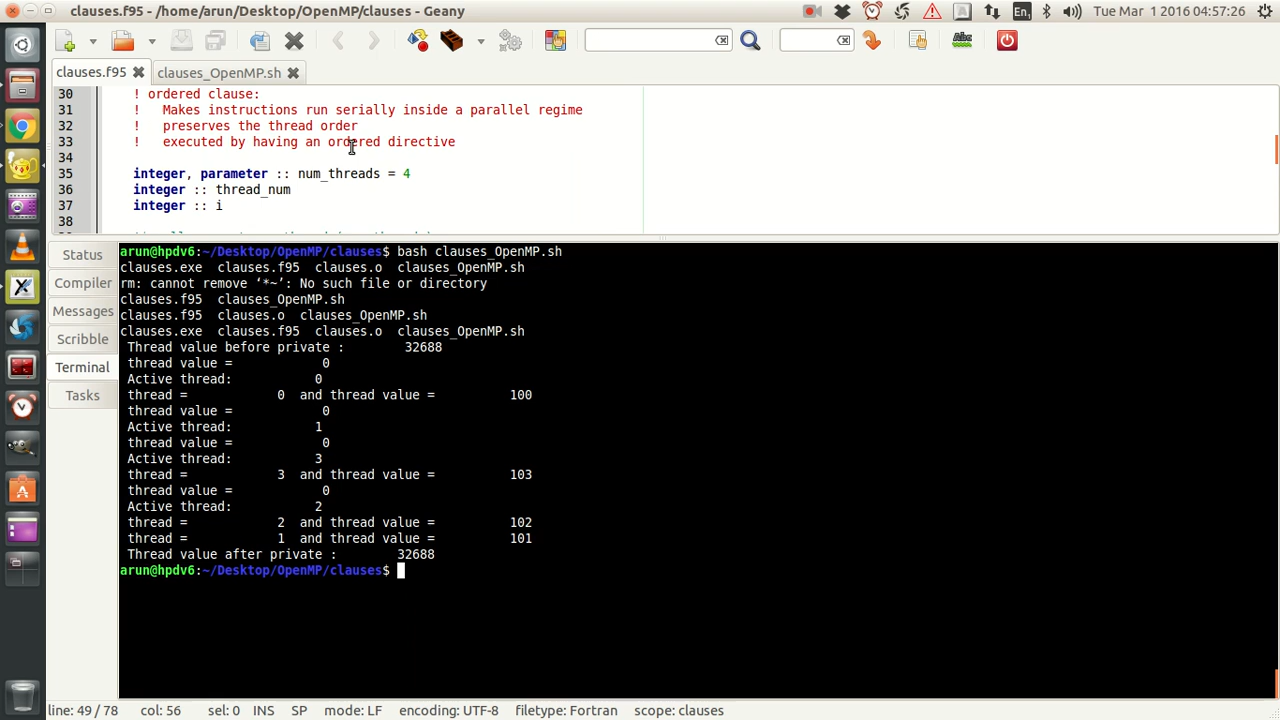 clauses.f95 - /home/arun/Desktop/OpenMP/clauses - Geany
En1
Tue Mar 1 2016 04:57:26
clauses.f95
clauses_OpenMP.sh
30 ! ordered clause:
31 ! Makes instructions run serially inside a parallel regime
32 ! preserves the thread order
33 ! executed by having an ordered directive
34
35 integer, parameter :: num_threads = 4
36 integer :: thread_num
37 integer :: i
38
Status
Compiler
Messages
Scribble
Terminal
Tasks
arun@hpdv6:~/Desktop/OpenMP/clauses$ bash clauses_OpenMP.sh
clauses.exe clauses.f95 clauses.o clauses_OpenMP.sh
rm: cannot remove ‘*~’: No such file or directory
clauses.f95 clauses_OpenMP.sh
clauses.f95 clauses.o clauses_OpenMP.sh
clauses.exe clauses.f95 clauses.o clauses_OpenMP.sh
Thread value before private : 32688
thread value = 0
Active thread: 0
thread = 0 and thread value = 100
thread value = 0
Active thread: 1
thread value = 0
Active thread: 3
thread = 3 and thread value = 103
thread value = 0
Active thread: 2
thread = 2 and thread value = 102
thread = 1 and thread value = 101
Thread value after private : 32688
arun@hpdv6:~/Desktop/OpenMP/clauses$
line: 49 / 78 col: 56 sel: 0 INS SP mode: LF encoding: UTF-8 filetype: Fortran scope: clauses